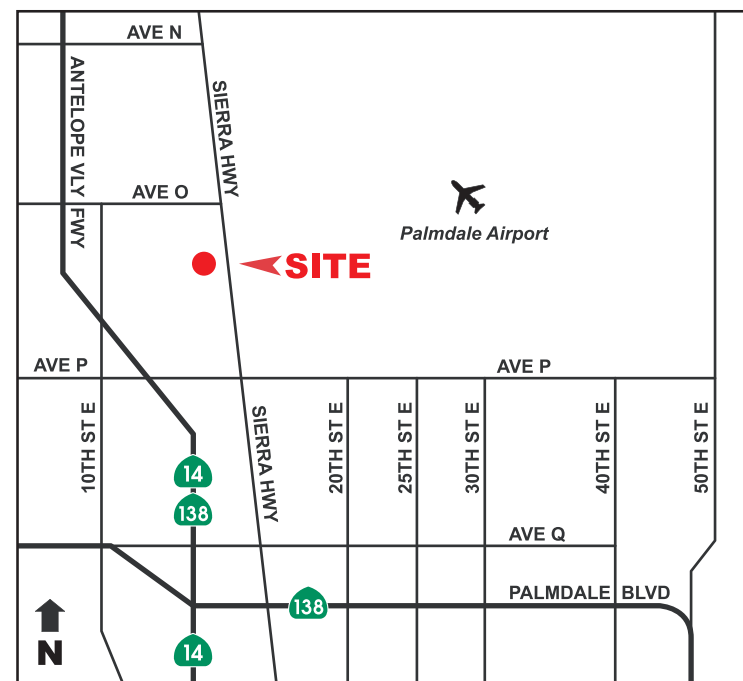 AVE N
ANTELOPE VLY FWY
SIERRA HWY
AVE O
Palmdale Airport
SITE
AVE P
AVE P
10TH ST E
SIERRA HWY
20TH ST E
25TH ST E
30TH ST E
40TH ST E
50TH ST E
14
138
AVE Q
PALMDALE BLVD
138
14
N